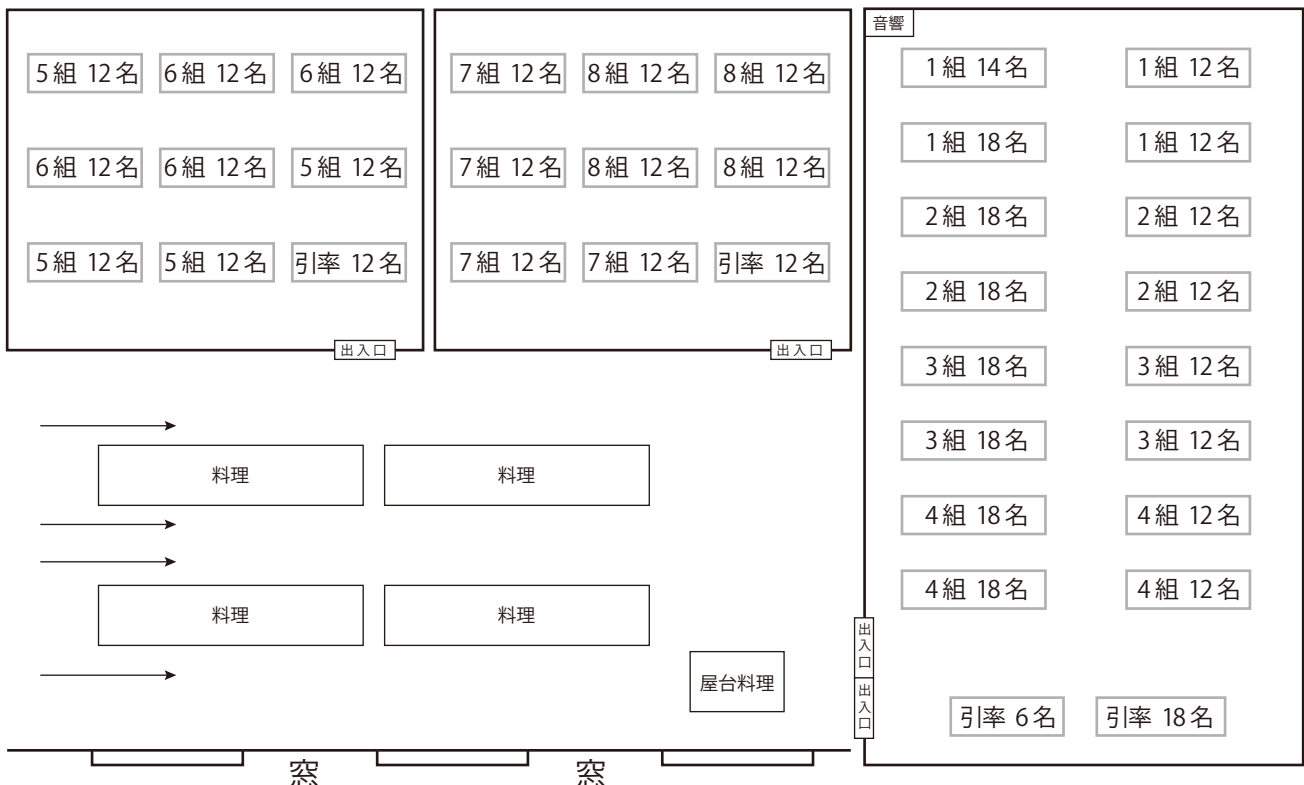 5組 12名
6組 12名
6組 12名
6組 12名
6組 12名
5組 12名
5組 12名
5組 12名
引率 12名
出入口
7組 12名
8組 12名
8組 12名
7組 12名
8組 12名
8組 12名
7組 12名
7組 12名
引率 12名
出入口
音響
1組 14名
1組 12名
1組 18名
1組 12名
2組 18名
2組 12名
2組 18名
2組 12名
3組 18名
3組 12名
3組 18名
3組 12名
4組 18名
4組 12名
4組 18名
4組 12名
出入口
出入口
引率 6名
引率 18名
料理
料理
料理
料理
屋台料理
窓
窓